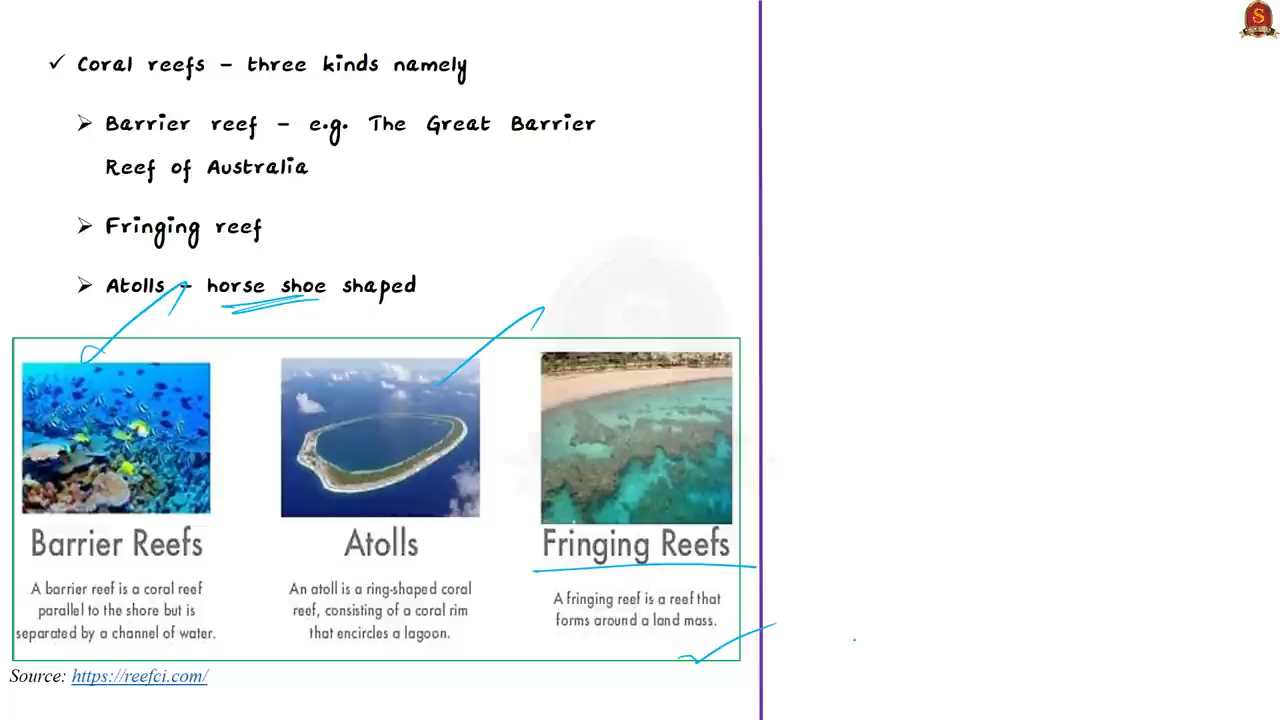 ✓ Coral reefs – three kinds namely
➢ Barrier reef – e.g. The Great Barrier
Reef of Australia
➢ Fringing reef
➢ Atolls – horse shoe shaped
Barrier Reefs
A barrier reef is a coral reef
parallel to the shore but is
separated by a channel of water.
Atolls
An atoll is a ring-shaped coral
reef, consisting of a coral rim
that encircles a lagoon.
Fringing Reefs
A fringing reef is a reef that
forms around a land mass.
Source: https://reefci.com/
S